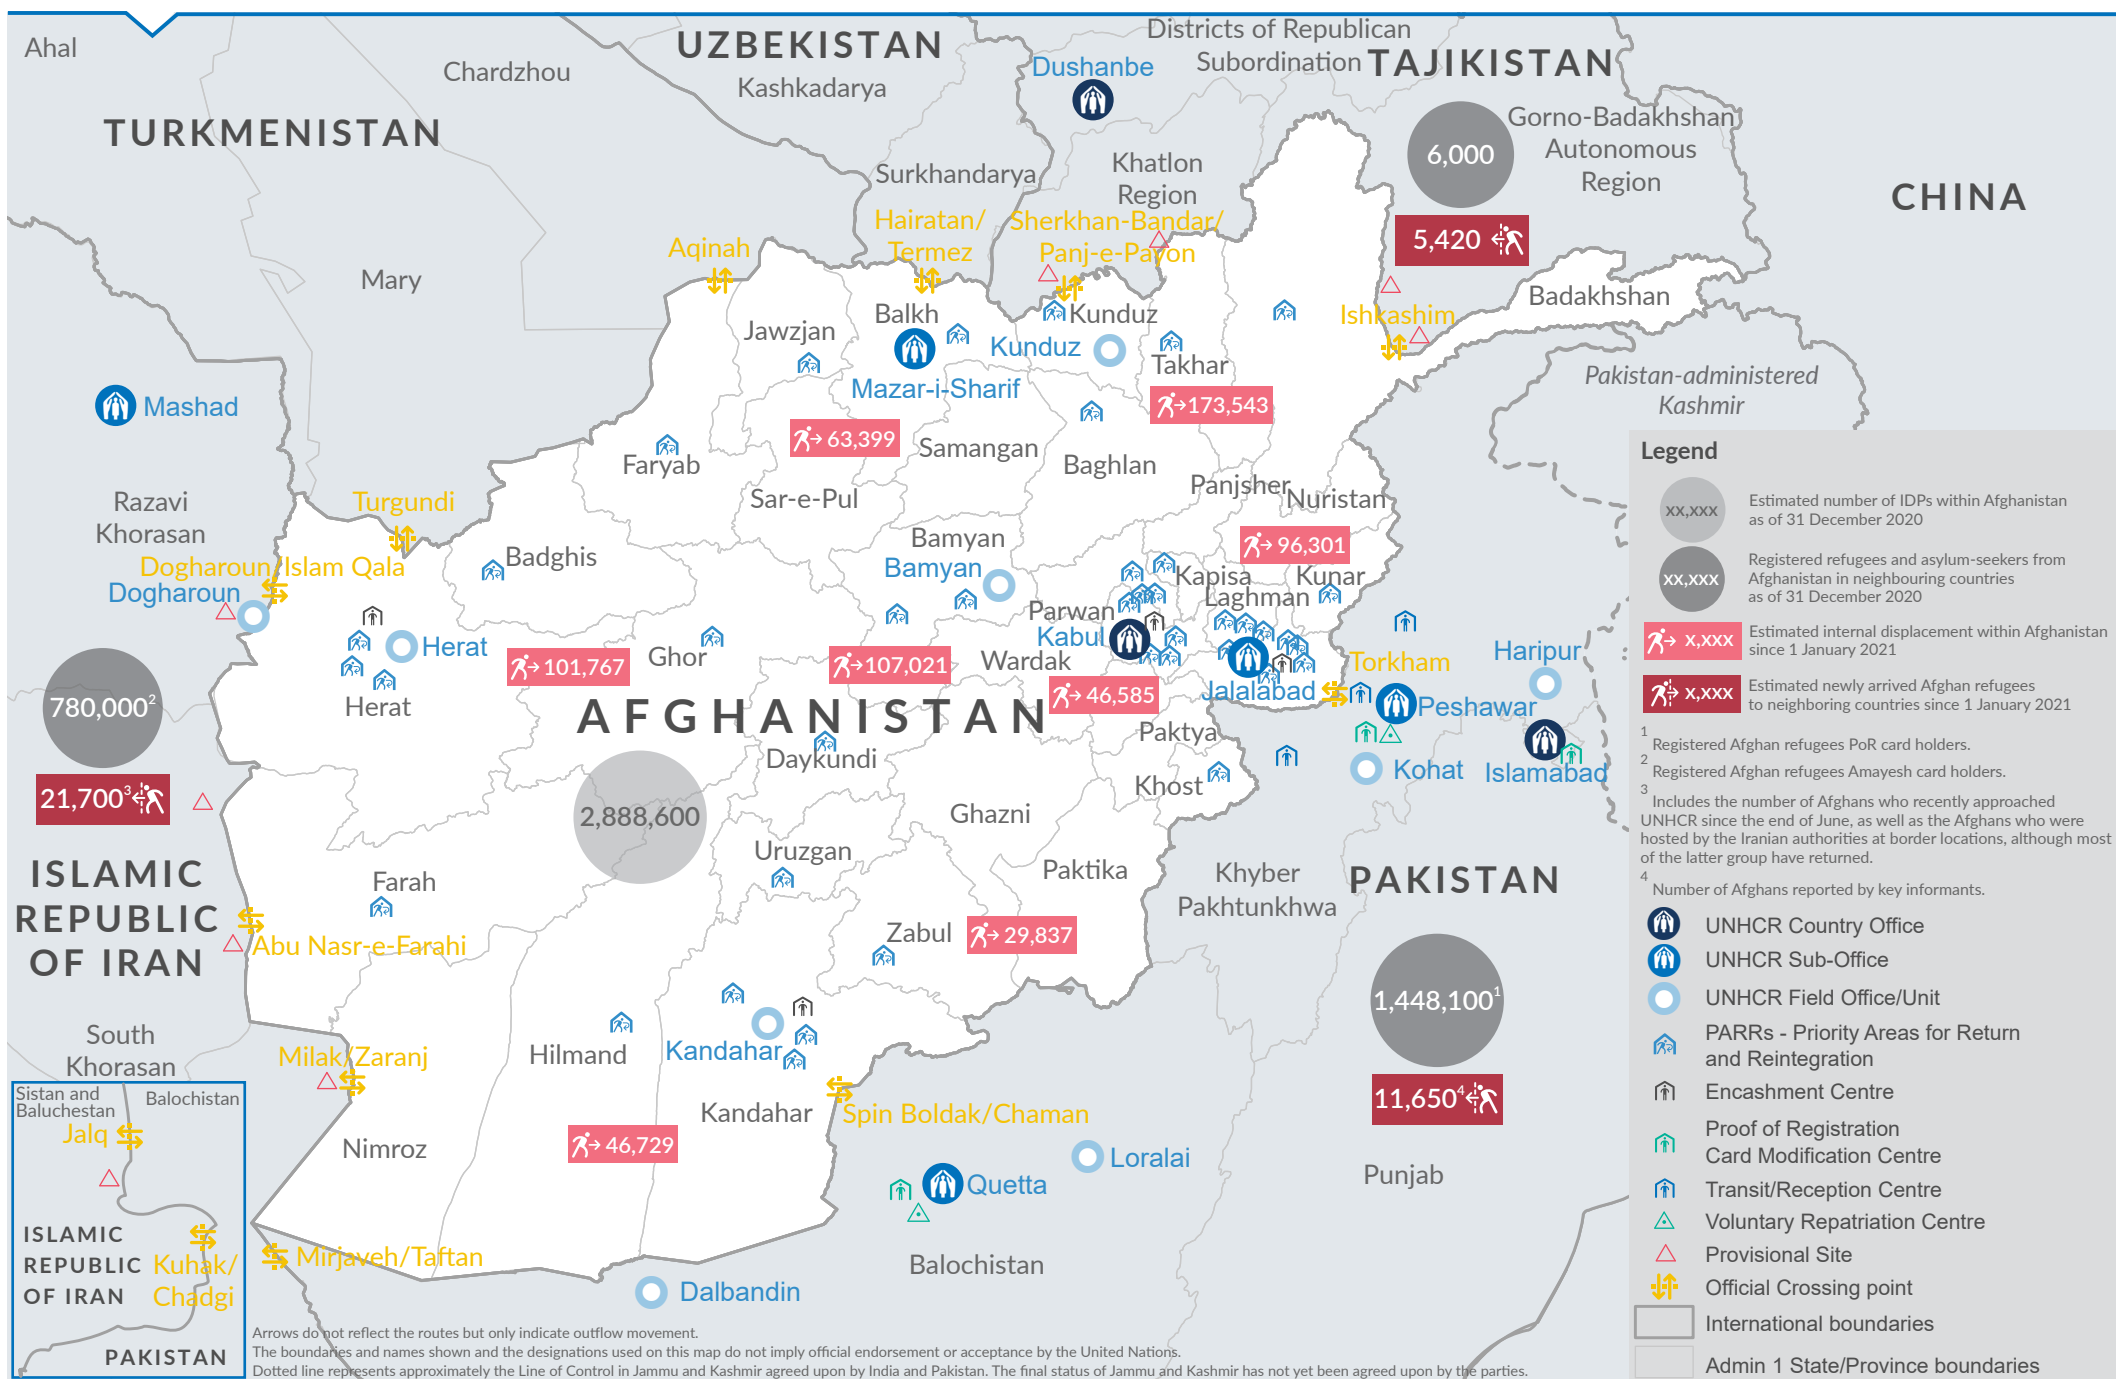 Ahal
Chardzhou
UZBEKISTAN
Kashkadarya
Dushanbe
Districts of Republican
Subordination
TAJIKISTAN
TURKMENISTAN
6,000
Gorno-Badakhshan
Autonomous
Region
Surkhandarya
Khatlon
Region
CHINA
5,420
Hairatan/
Termez
Sherkhan-Bandar/
Panj-e-Payon
Aqinah
Mary
Badakhshan
Jawzjan
Balkh
Kunduz
Ishkashim
Kunduz
Takhar
Mazar-i-Sharif
Pakistan-administered
Kashmir
Mashad
173,543
63,399
Samangan
Faryab
Baghlan
Sar-e-Pul
Panjsher
Nuristan
Razavi
Khorasan
Turgundi
Bamyan
96,301
Badghis
Dogharoun/Islam Qala
Bamyan
Kapisa
Kunar
Dogharoun
Laghman
Parwan
Kabul
Herat
101,767
Ghor
107,021
Wardak
Torkham
Haripur
780,000²
Herat
46,585
Jalalabad
Peshawar
AFGHANISTAN
Paktya
Daykundi
Khost
Kohat
Islamabad
21,700³
2,888,600
Ghazni
Uruzgan
Paktika
ISLAMIC
REPUBLIC
OF IRAN
Farah
Khyber
Pakhtunkhwa
PAKISTAN
Zabul
29,837
Abu Nasr-e-Farahi
1,448,100¹
South
Khorasan
Milak/Zaranj
Hilmand
Kandahar
11,650⁴
Kandahar
Spin Boldak/Chaman
Nimroz
46,729
Loralai
Quetta
Punjab
Mirjaveh/Taftan
Balochistan
Dalbandin
Sistan and
Baluchestan
Balochistan
Jalq
ISLAMIC
REPUBLIC
OF IRAN
Kuhak/
Chadgi
PAKISTAN
Arrows do not reflect the routes but only indicate outflow movement.
The boundaries and names shown and the designations used on this map do not imply official endorsement or acceptance by the United Nations.
Dotted line represents approximately the Line of Control in Jammu and Kashmir agreed upon by India and Pakistan. The final status of Jammu and Kashmir has not yet been agreed upon by the parties.
Legend
xx,xxx
Estimated number of IDPs within Afghanistan
as of 31 December 2020
xx,xxx
Registered refugees and asylum-seekers from
Afghanistan in neighbouring countries
as of 31 December 2020
x,xxx
Estimated internal displacement within Afghanistan
since 1 January 2021
x,xxx
Estimated newly arrived Afghan refugees
to neighboring countries since 1 January 2021
1 Registered Afghan refugees PoR card holders.
2 Registered Afghan refugees Amayesh card holders.
3 Includes the number of Afghans who recently approached
UNHCR since the end of June, as well as the Afghans who were
hosted by the Iranian authorities at border locations, although most
of the latter group have returned.
4 Number of Afghans reported by key informants.
UNHCR Country Office
UNHCR Sub-Office
UNHCR Field Office/Unit
PARRs - Priority Areas for Return
and Reintegration
Encashment Centre
Proof of Registration
Card Modification Centre
Transit/Reception Centre
Voluntary Repatriation Centre
Provisional Site
Official Crossing point
International boundaries
Admin 1 State/Province boundaries